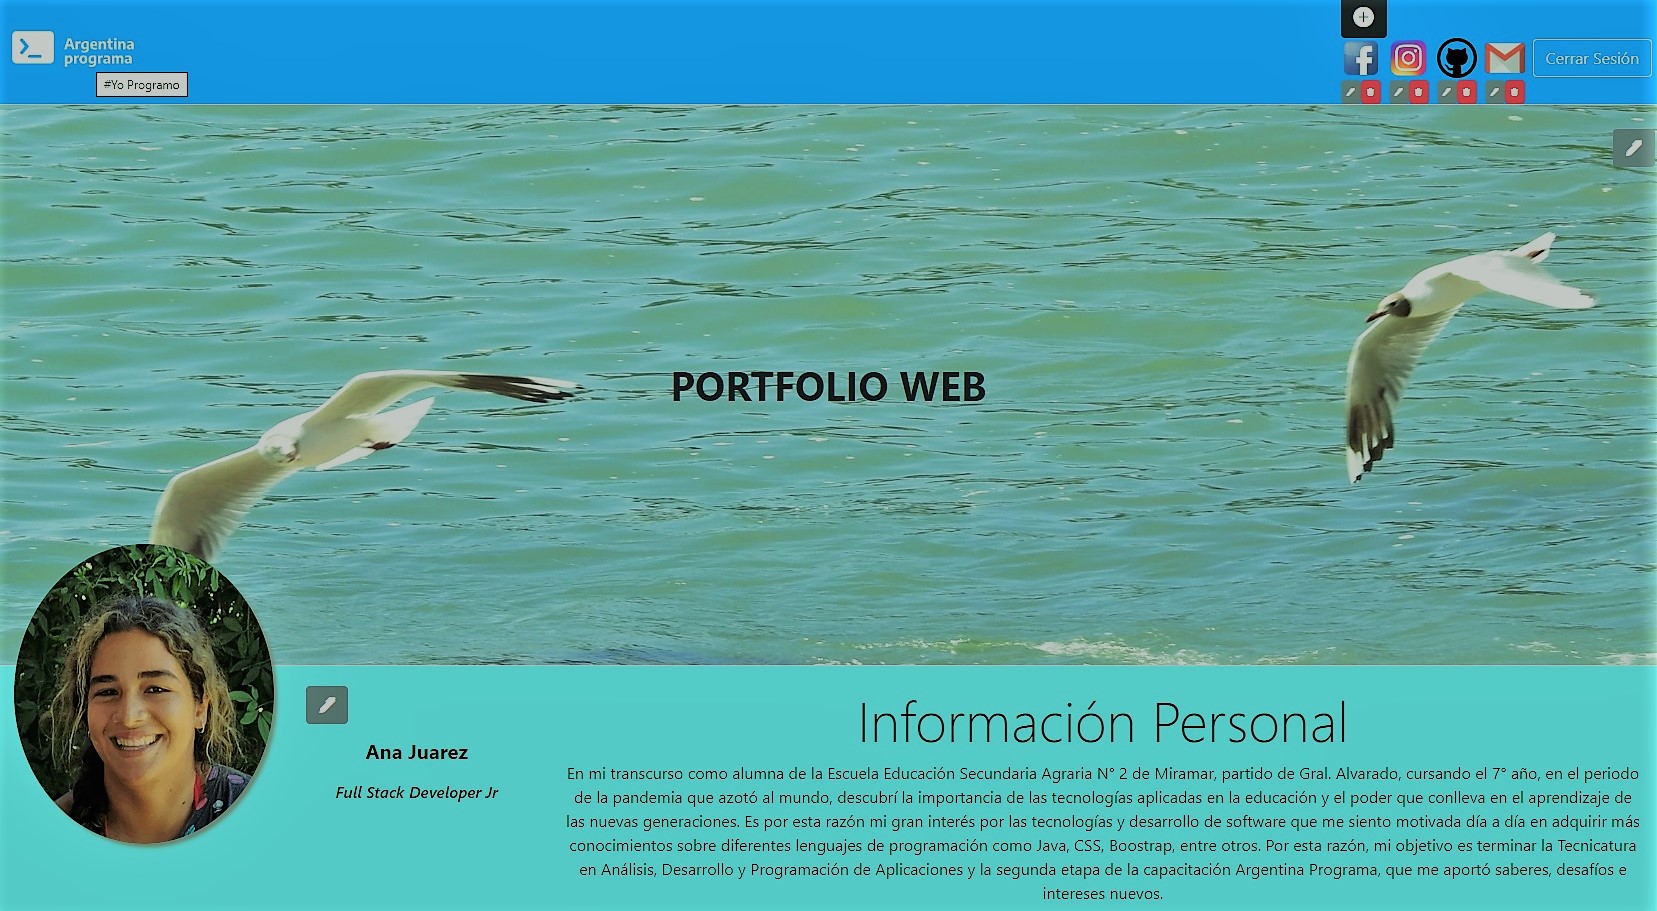 Argentina
programa
#Yo Programo
Cerrar Sesión
PORTFOLIO WEB
Ana Juarez
Full Stack Developer Jr
Información Personal
En mi transcurso como alumna de la Escuela Educación Secundaria Agraria N° 2 de Miramar, partido de Gral. Alvarado, cursando el 7° año, en el periodo
de la pandemia que azotó al mundo, descubrí la importancia de las tecnologías aplicadas en la educación y el poder que conlleva en el aprendizaje de
las nuevas generaciones. Es por esta razón mi gran interés por las tecnologías y desarrollo de software que me siento motivada día a día en adquirir más
conocimientos sobre diferentes lenguajes de programación como Java, CSS, Boostrap, entre otros. Por esta razón, mi objetivo es terminar la Tecnicatura
en Análisis, Desarrollo y Programación de Aplicaciones y la segunda etapa de la capacitación Argentina Programa, que me aportó saberes, desafíos e
intereses nuevos.